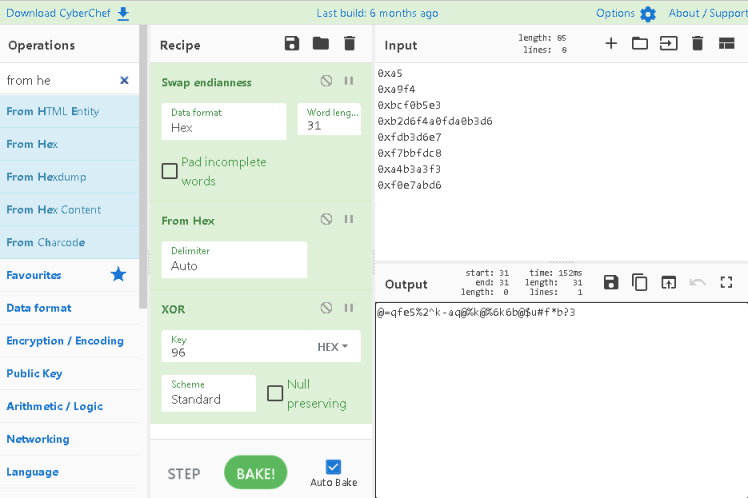 Download CyberChef
Last build: 6 months ago
Options
About / Support
Operations
from he
From HTML Entity
From Hex
From Hexdump
From Hex Content
From Charcode
Favourites
Data format
Encryption / Encoding
Public Key
Arithmetic / Logic
Networking
Language
Recipe
Swap endianness
Data format
Hex
Word leng...
31
Pad incomplete
words
From Hex
Delimiter
Auto
XOR
Key
96
HEX
Scheme
Standard
Null
preserving
STEP
BAKE!
Auto Bake
Input
length: 85
lines: 8
0xa5
0xa9f4
0xbcf0b5e3
0xb2d6f4a0fda0b3d6
0xfdb3d6e7
0xf7bbfdc8
0xa4b3a3f3
0xf0e7abd6
Output
start: 31 time: 152ms
end: 31 length: 31
length: 0 lines: 1
@=qfe5%2^k-aq@%k@%6k6b@$u#f*b?3